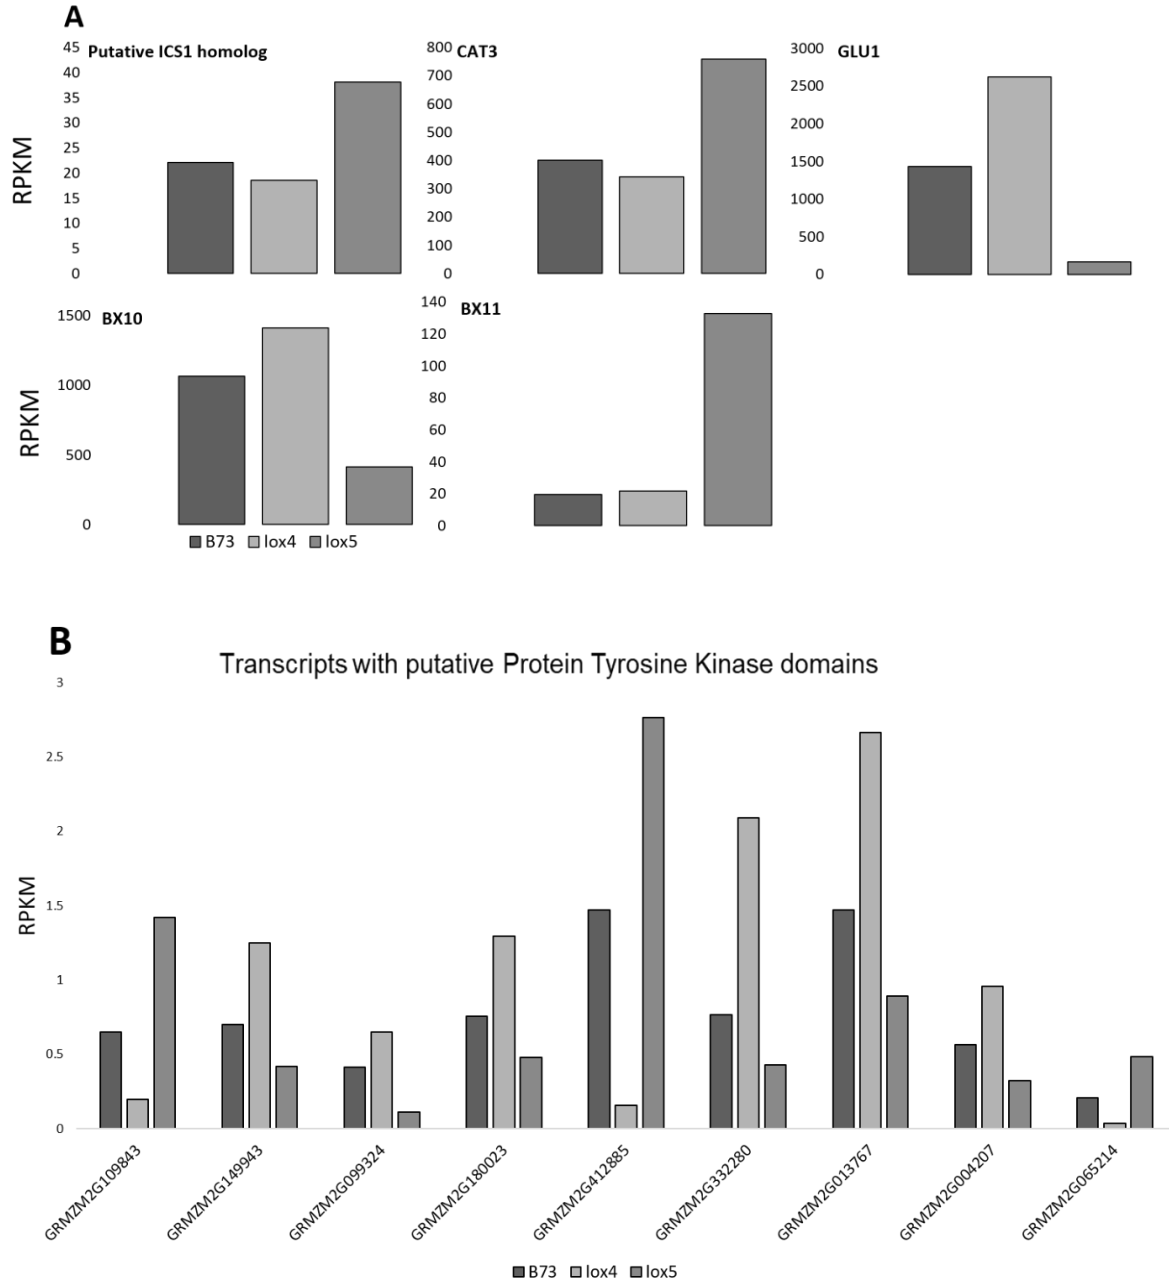 A
Putative ICS1 homolog
45
40
35
30
25
20
15
10
5
0
RPKM
CAT3
800
700
600
500
400
300
200
100
0
GLU1
3000
2500
2000
1500
1000
500
0
BX10
1500
1000
500
0
RPKM
BX11
140
120
100
80
60
40
20
0
B73 lox4 lox5
B
Transcripts with putative Protein Tyrosine Kinase domains
3
2.5
2
1.5
1
0.5
0
RPKM
GRMZM2G109843
GRMZM2G149943
GRMZM2G099324
GRMZM2G180023
GRMZM2G412885
GRMZM2G332280
GRMZM2G013767
GRMZM2G004207
GRMZM2G065214
B73 lox4 lox5